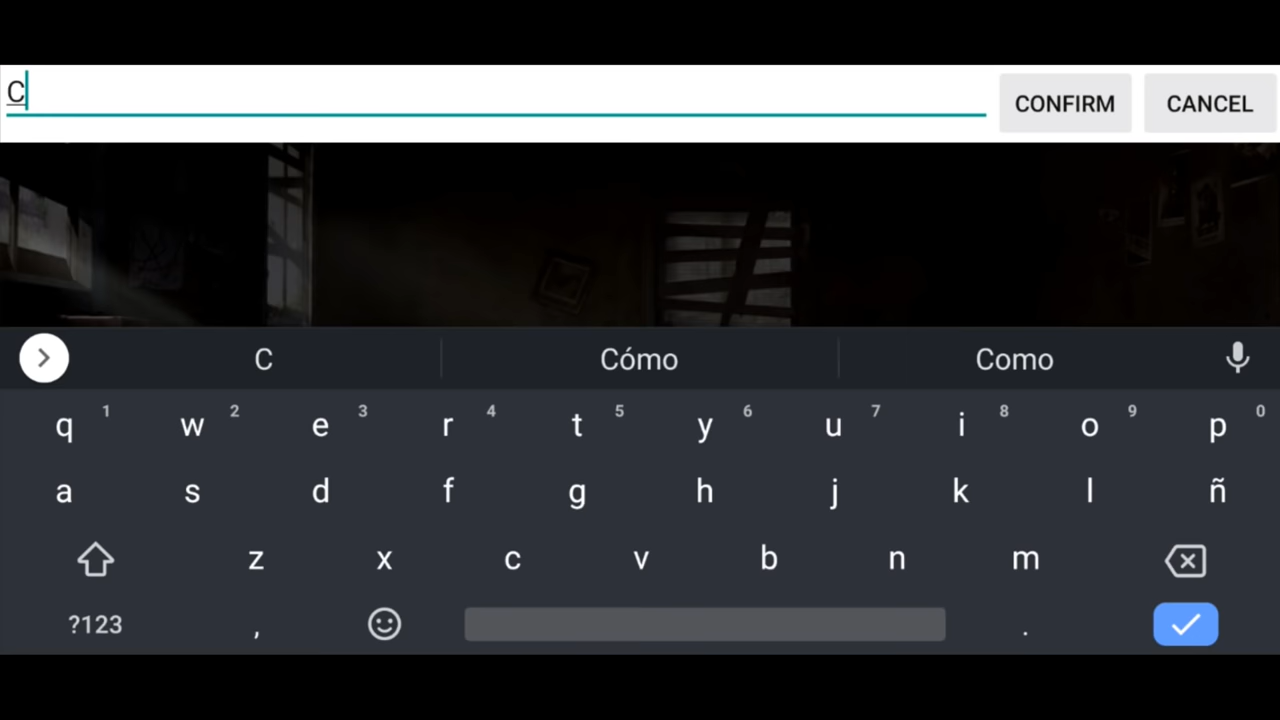 C
CONFIRM CANCEL
C Cómo Como
q 1 w 2 e 3 r 4 t 5 y 6 u 7 i 8 o 9 p 0
a s d f g h j k l ñ
z x c v b n m
?123 , .